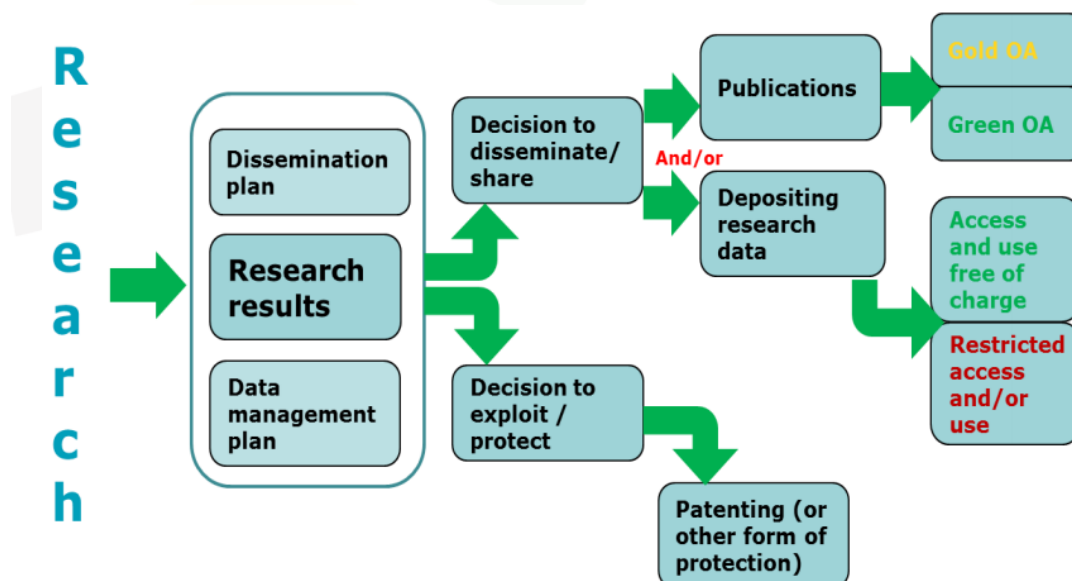 Research
Dissemination
plan
Research
results
Data
management
plan
Decision to
disseminate/
share
Decision to
exploit /
protect
And/or
Publications
Depositing
research
data
Patenting (or
other form of
protection)
Gold OA
Green OA
Access
and use
free of
charge
Restricted
access
and/or
use